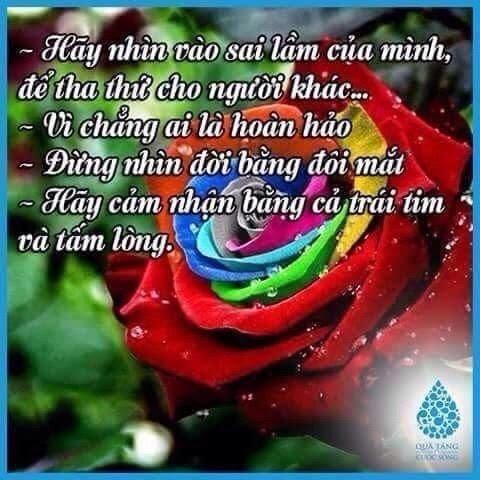 ~ Hãy nhìn vào sai lầm của mình,
để tha thứ cho người khác...
~ Vì chẳng ai là hoàn hảo
~ Đừng nhìn đời bằng đôi mắt
~ Hãy cảm nhận bằng cả trái tim
và tấm lòng.
QUÀ TẶNG
CUỘC SỐNG